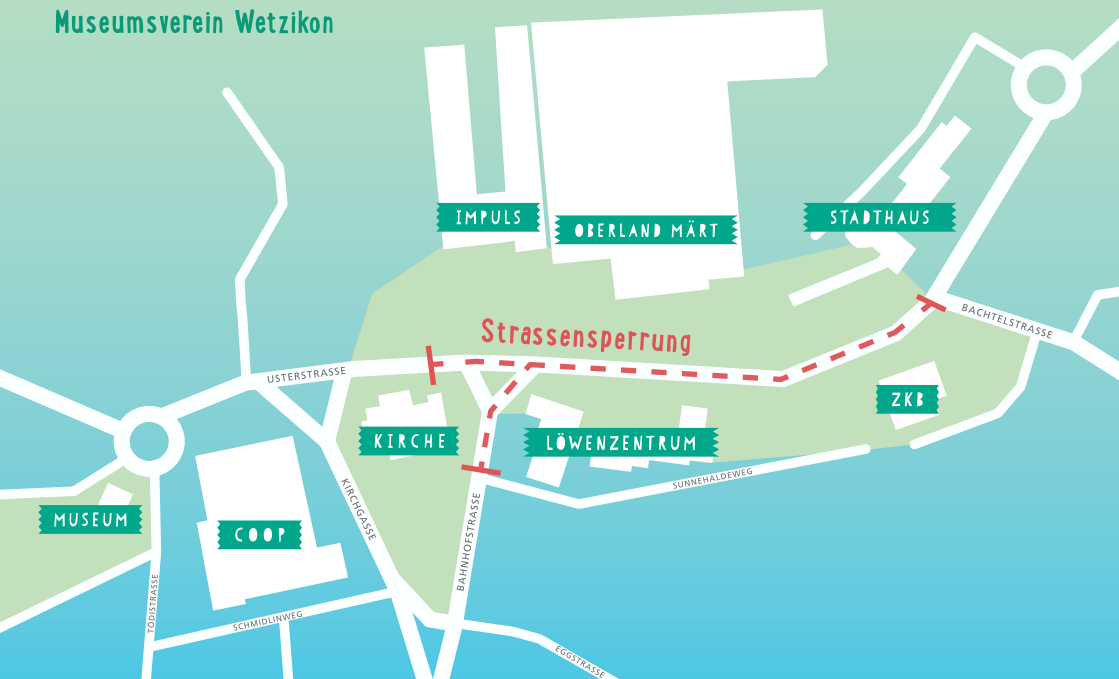 Museumsverein Wetzikon
IMPULS
OBERLAND MÄRT
STADTHAUS
BACHTELSTRASSE
Strassensperrung
USTERSTRASSE
ZKB
KIRCHE
LÖWENZENTRUM
SUNNEHALDEWEG
KIRCHGASSE
MUSEUM
COOP
BAHNHOFSTRASSE
TÖDISTRASSE
SCHMIDLINWEG
EGGSTRASSE